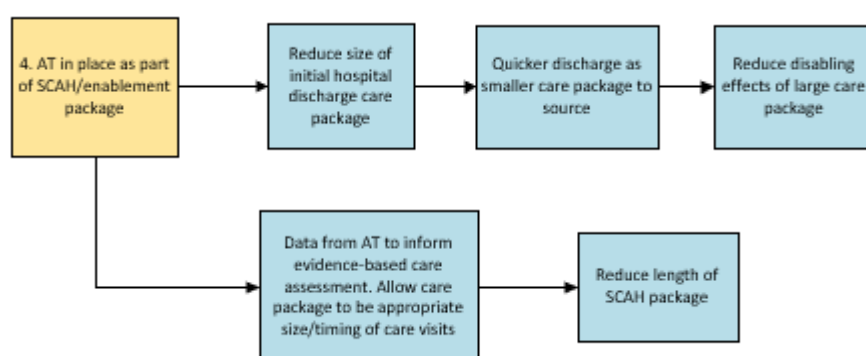 4. AT in place as part
of SCAH/enablement
package
Reduce size of
initial hospital
discharge care
package
Quicker discharge as
smaller care package to
source
Reduce disabling
effects of large care
package
Data from AT to inform
evidence-based care
assessment. Allow care
package to be appropriate
size/timing of care visits
Reduce length of
SCAH package